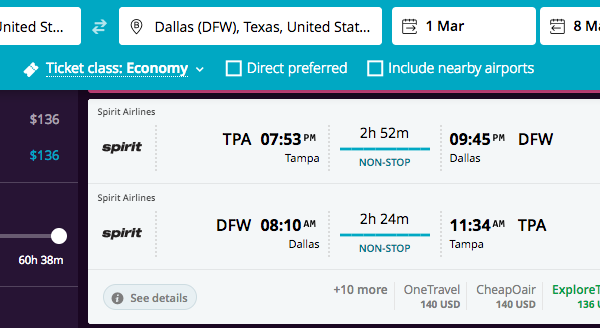 United St...
B
Dallas (DFW), Texas, United Stat...
1 Mar
8 Ma
Ticket class: Economy
Direct preferred
Include nearby airports
$136
$136
60h 38m
Spirit Airlines
spirit
TPA 07:53 PM
Tampa
2h 52m
NON-STOP
09:45 PM DFW
Dallas
Spirit Airlines
spirit
DFW 08:10 AM
Dallas
2h 24m
NON-STOP
11:34 AM TPA
Tampa
See details
+10 more
OneTravel
140 USD
CheapOair
140 USD
ExploreT
136 U